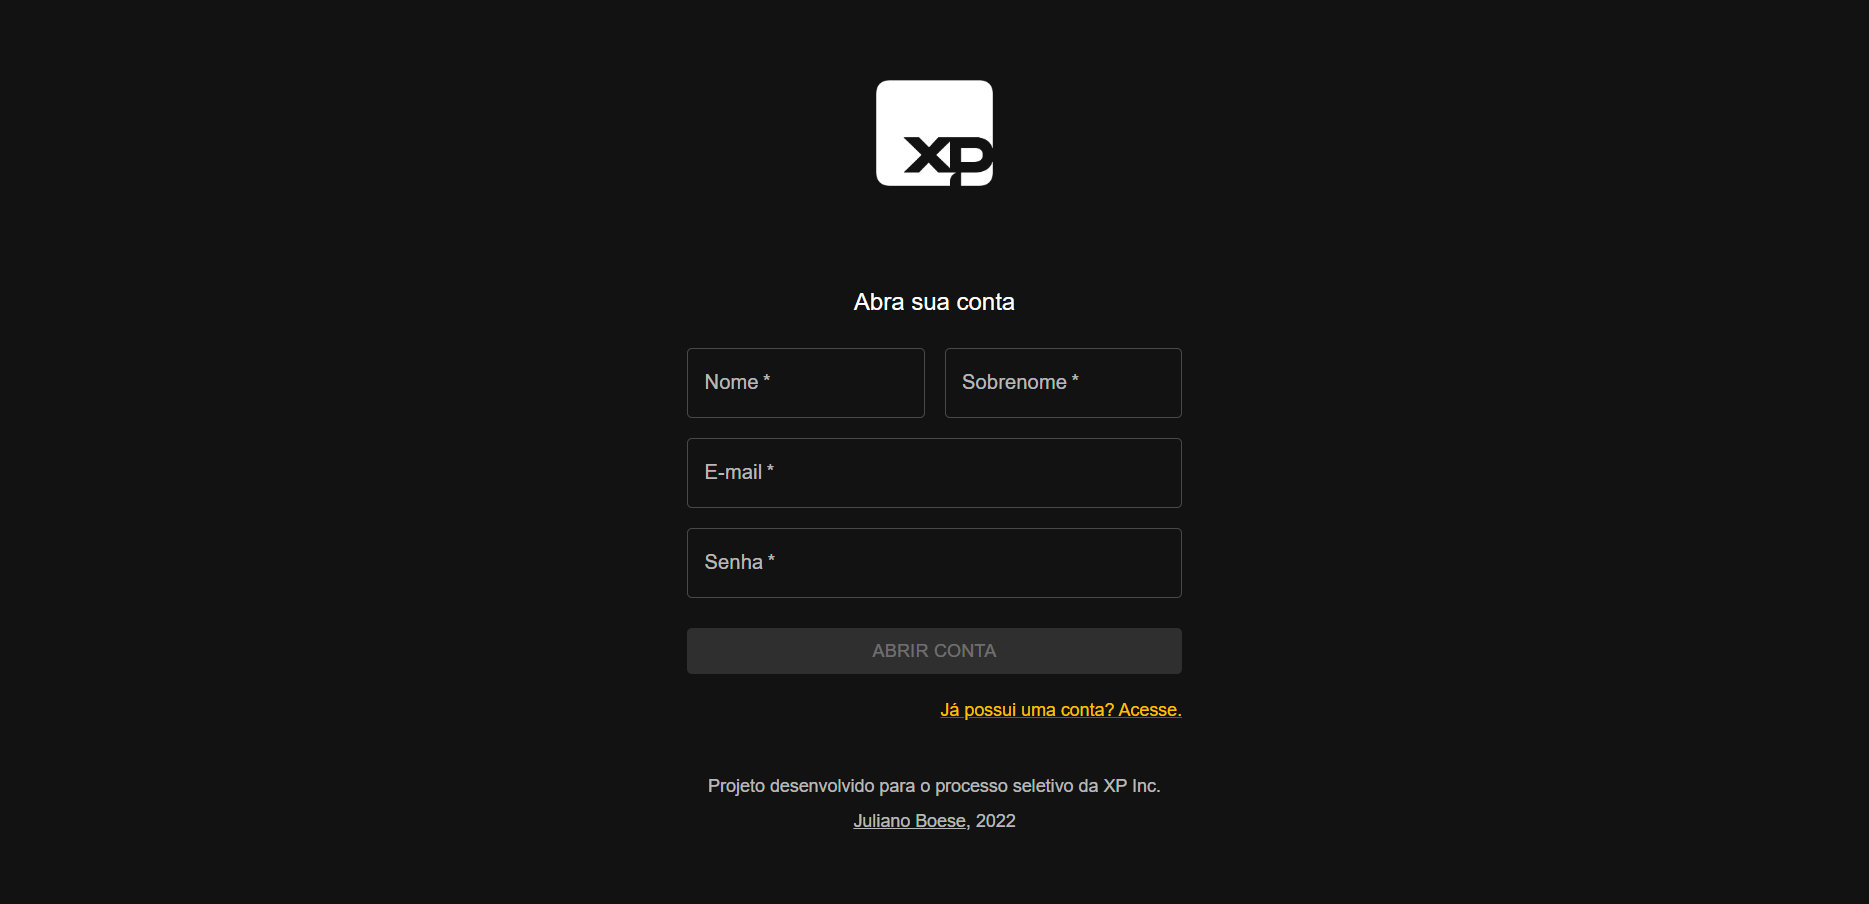 XP
Abra sua conta
Nome *
Sobrenome *
E-mail *
Senha *
ABRIR CONTA
Já possui uma conta? Acesse.
Projeto desenvolvido para o processo seletivo da XP Inc.
Juliano Boese, 2022